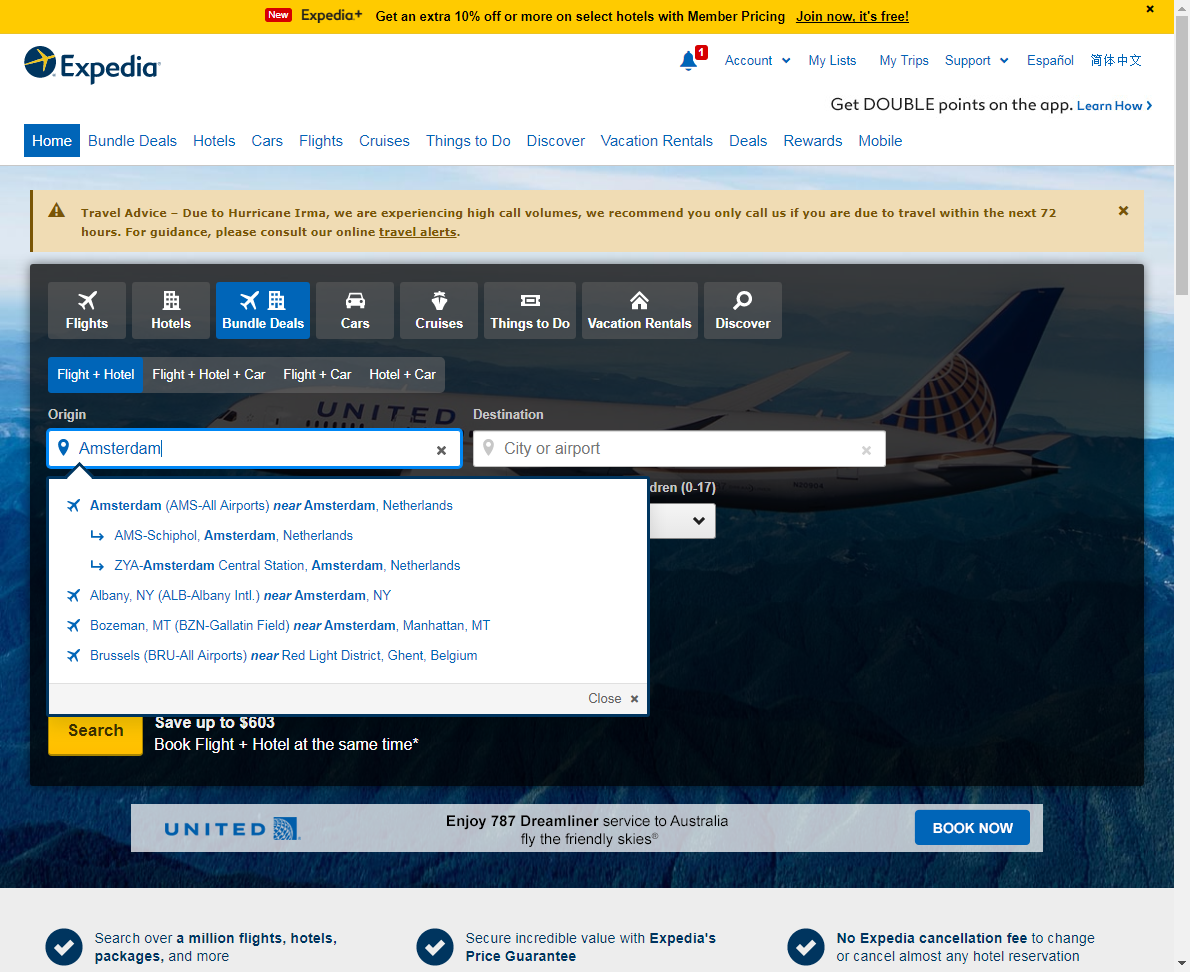 New Expedia+ Get an extra 10% off or more on select hotels with Member Pricing Join now, it's free!
Expedia
1
Account My Lists My Trips Support Español 简体中文
Get DOUBLE points on the app. Learn How
Home Bundle Deals Hotels Cars Flights Cruises Things to Do Discover Vacation Rentals Deals Rewards Mobile
Travel Advice – Due to Hurricane Irma, we are experiencing high call volumes, we recommend you only call us if you are due to travel within the next 72
hours. For guidance, please consult our online travel alerts.
Flights Hotels Bundle Deals Cars Cruises Things to Do Vacation Rentals Discover
Flight + Hotel Flight + Hotel + Car Flight + Car Hotel + Car
UNITED
Origin Destination
Amsterdam City or airport
dren (0-17)
Amsterdam (AMS-All Airports) near Amsterdam, Netherlands
AMS-Schiphol, Amsterdam, Netherlands
ZYA-Amsterdam Central Station, Amsterdam, Netherlands
Albany, NY (ALB-Albany Intl.) near Amsterdam, NY
Bozeman, MT (BZN-Gallatin Field) near Amsterdam, Manhattan, MT
Brussels (BRU-All Airports) near Red Light District, Ghent, Belgium
Close
Search
Save up to $603
Book Flight + Hotel at the same time*
UNITED
Enjoy 787 Dreamliner service to Australia
fly the friendly skies®
BOOK NOW
Search over a million flights, hotels,
packages, and more
Secure incredible value with Expedia's
Price Guarantee
No Expedia cancellation fee to change
or cancel almost any hotel reservation